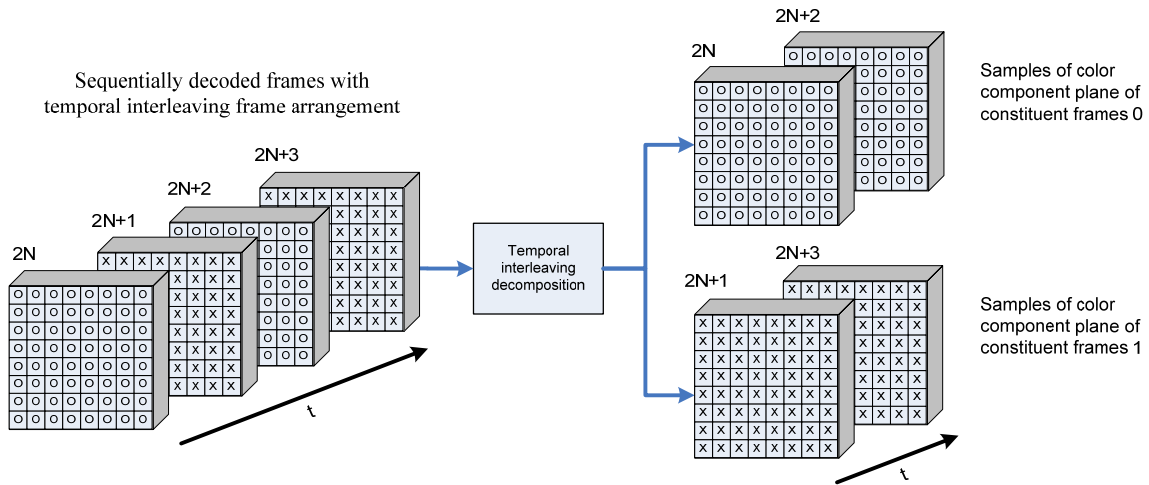 Sequentially decoded frames with
temporal interleaving frame arrangement
2N
2N+1
2N+2
2N+3
t
Temporal
interleaving
decomposition
2N
2N+2
Samples of color
component plane of
constituent frames 0
2N+1
2N+3
Samples of color
component plane of
constituent frames 1
t